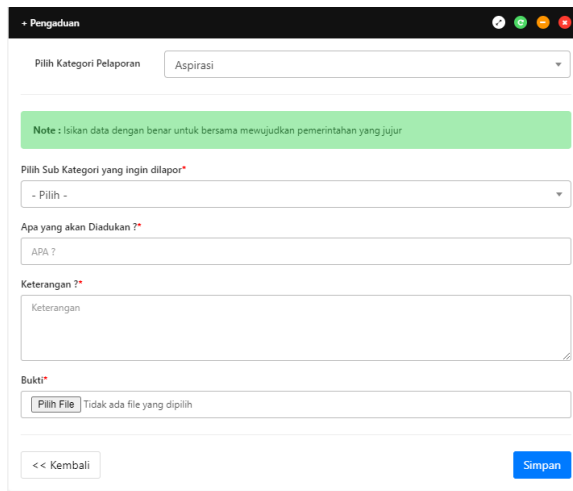 + Pengaduan
Pilih Kategori Pelaporan
Aspirasi
Note : Isikan data dengan benar untuk bersama mewujudkan pemerintahan yang jujur
Pilih Sub Kategori yang ingin dilapor*
- Pilih -
Apa yang akan Diadukan ?*
APA ?
Keterangan ?*
Keterangan
Bukti*
Pilih File Tidak ada file yang dipilih
<< Kembali
Simpan